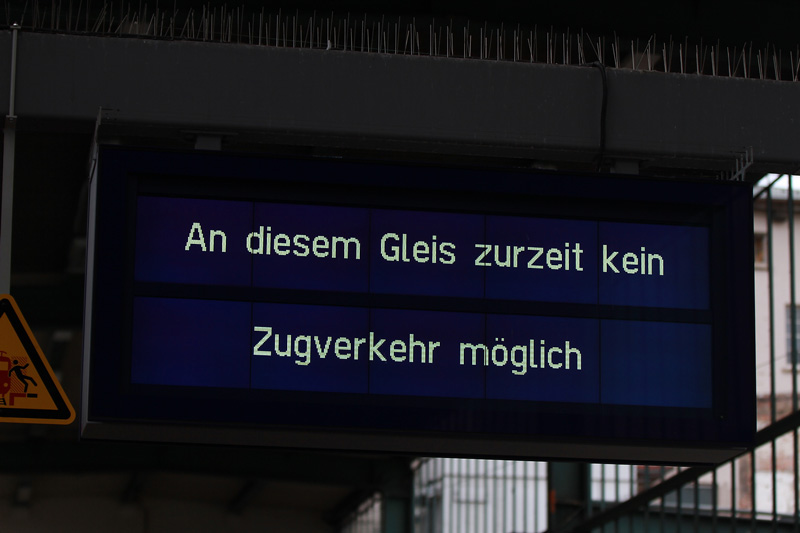 An diesem Gleis zurzeit kein
Zugverkehr möglich